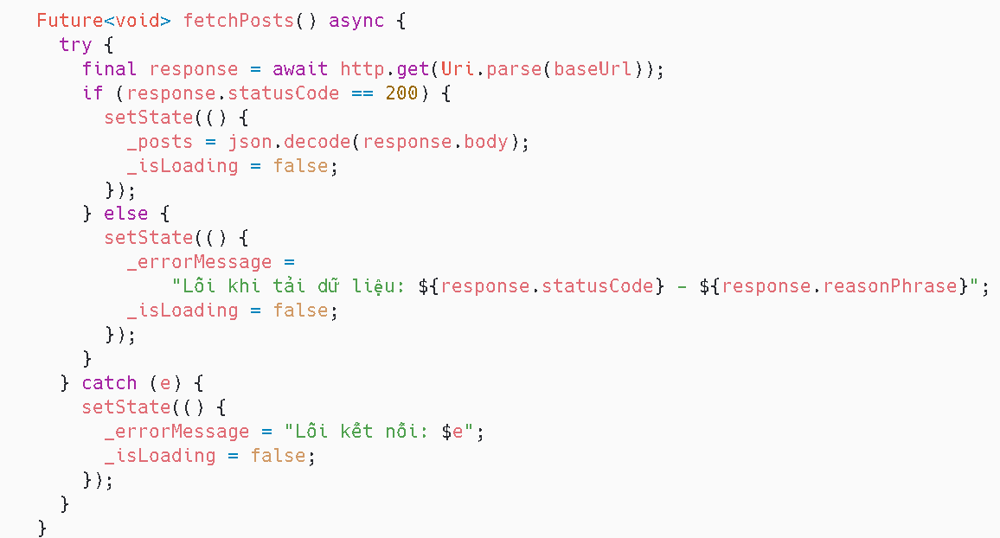 Future<void> fetchPosts() async {
try {
final response = await http.get(Uri.parse(baseUrl));
if (response.statusCode == 200) {
setState(() {
_posts = json.decode(response.body);
_isLoading = false;
});
} else {
setState(() {
_errorMessage =
"Lỗi khi tải dữ liệu: ${response.statusCode} - ${response.reasonPhrase}";
_isLoading = false;
});
}
} catch (e) {
setState(() {
_errorMessage = "Lỗi kết nối: $e";
_isLoading = false;
});
}
}